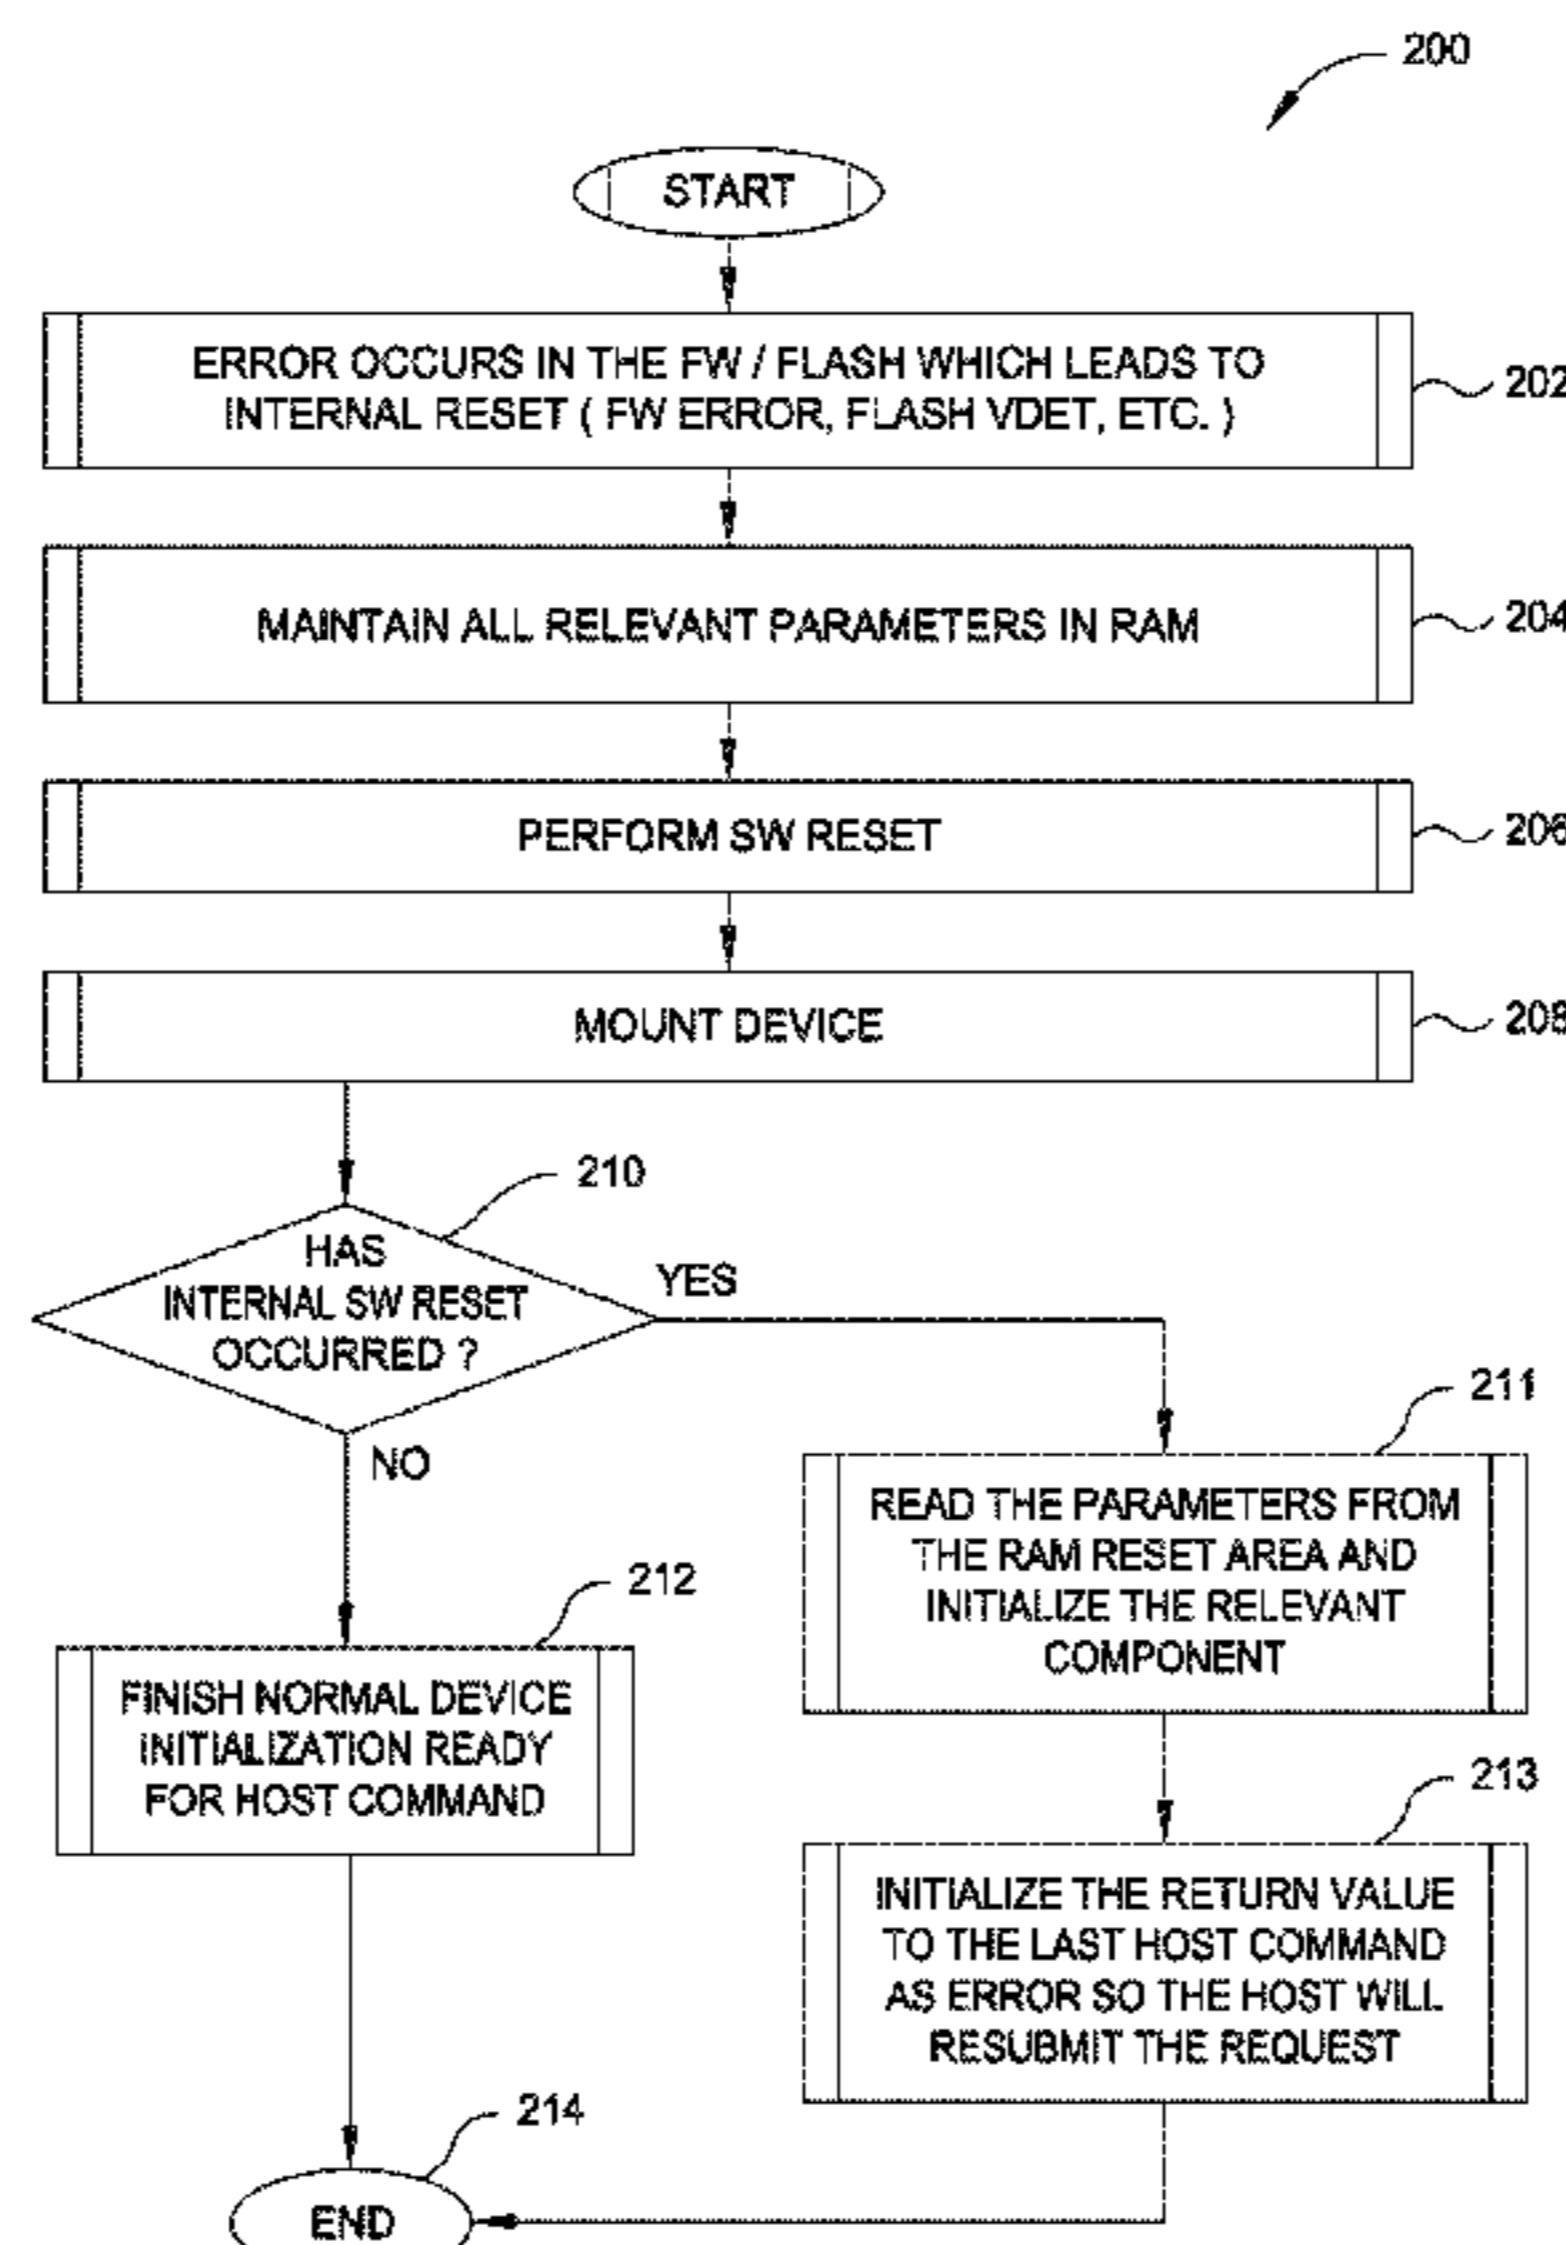 200
START
ERROR OCCURS IN THE FW / FLASH WHICH LEADS TO
INTERNAL RESET ( FW ERROR, FLASH VDET, ETC. )
202
MAINTAIN ALL RELEVANT PARAMETERS IN RAM
204
PERFORM SW RESET
206
MOUNT DEVICE
208
210
HAS
INTERNAL SW RESET
OCCURRED ?
YES
NO
211
READ THE PARAMETERS FROM
THE RAM RESET AREA AND
INITIALIZE THE RELEVANT
COMPONENT
212
FINISH NORMAL DEVICE
INITIALIZATION READY
FOR HOST COMMAND
213
INITIALIZE THE RETURN VALUE
TO THE LAST HOST COMMAND
AS ERROR SO THE HOST WILL
RESUBMIT THE REQUEST
214
END